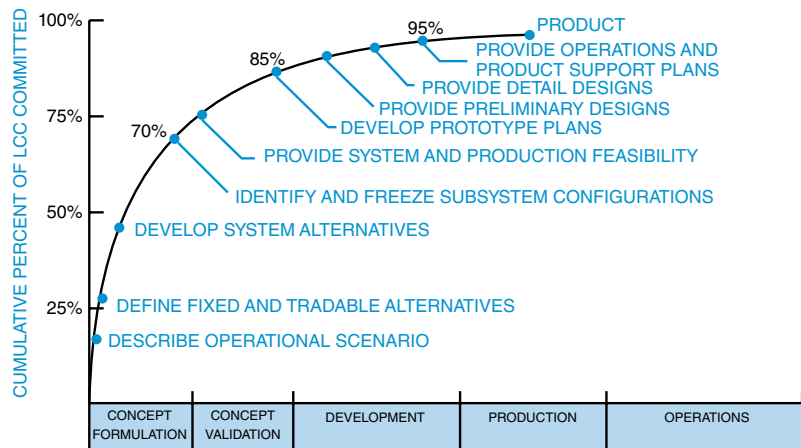 CUMULATIVE PERCENT OF LCC COMMITTED
100%
75%
50%
25%
70%
85%
95%
PRODUCT
PROVIDE OPERATIONS AND
PRODUCT SUPPORT PLANS
PROVIDE DETAIL DESIGNS
PROVIDE PRELIMINARY DESIGNS
DEVELOP PROTOTYPE PLANS
PROVIDE SYSTEM AND PRODUCTION FEASIBILITY
IDENTIFY AND FREEZE SUBSYSTEM CONFIGURATIONS
DEVELOP SYSTEM ALTERNATIVES
DEFINE FIXED AND TRADABLE ALTERNATIVES
DESCRIBE OPERATIONAL SCENARIO
CONCEPT
FORMULATION
CONCEPT
VALIDATION
DEVELOPMENT
PRODUCTION
OPERATIONS